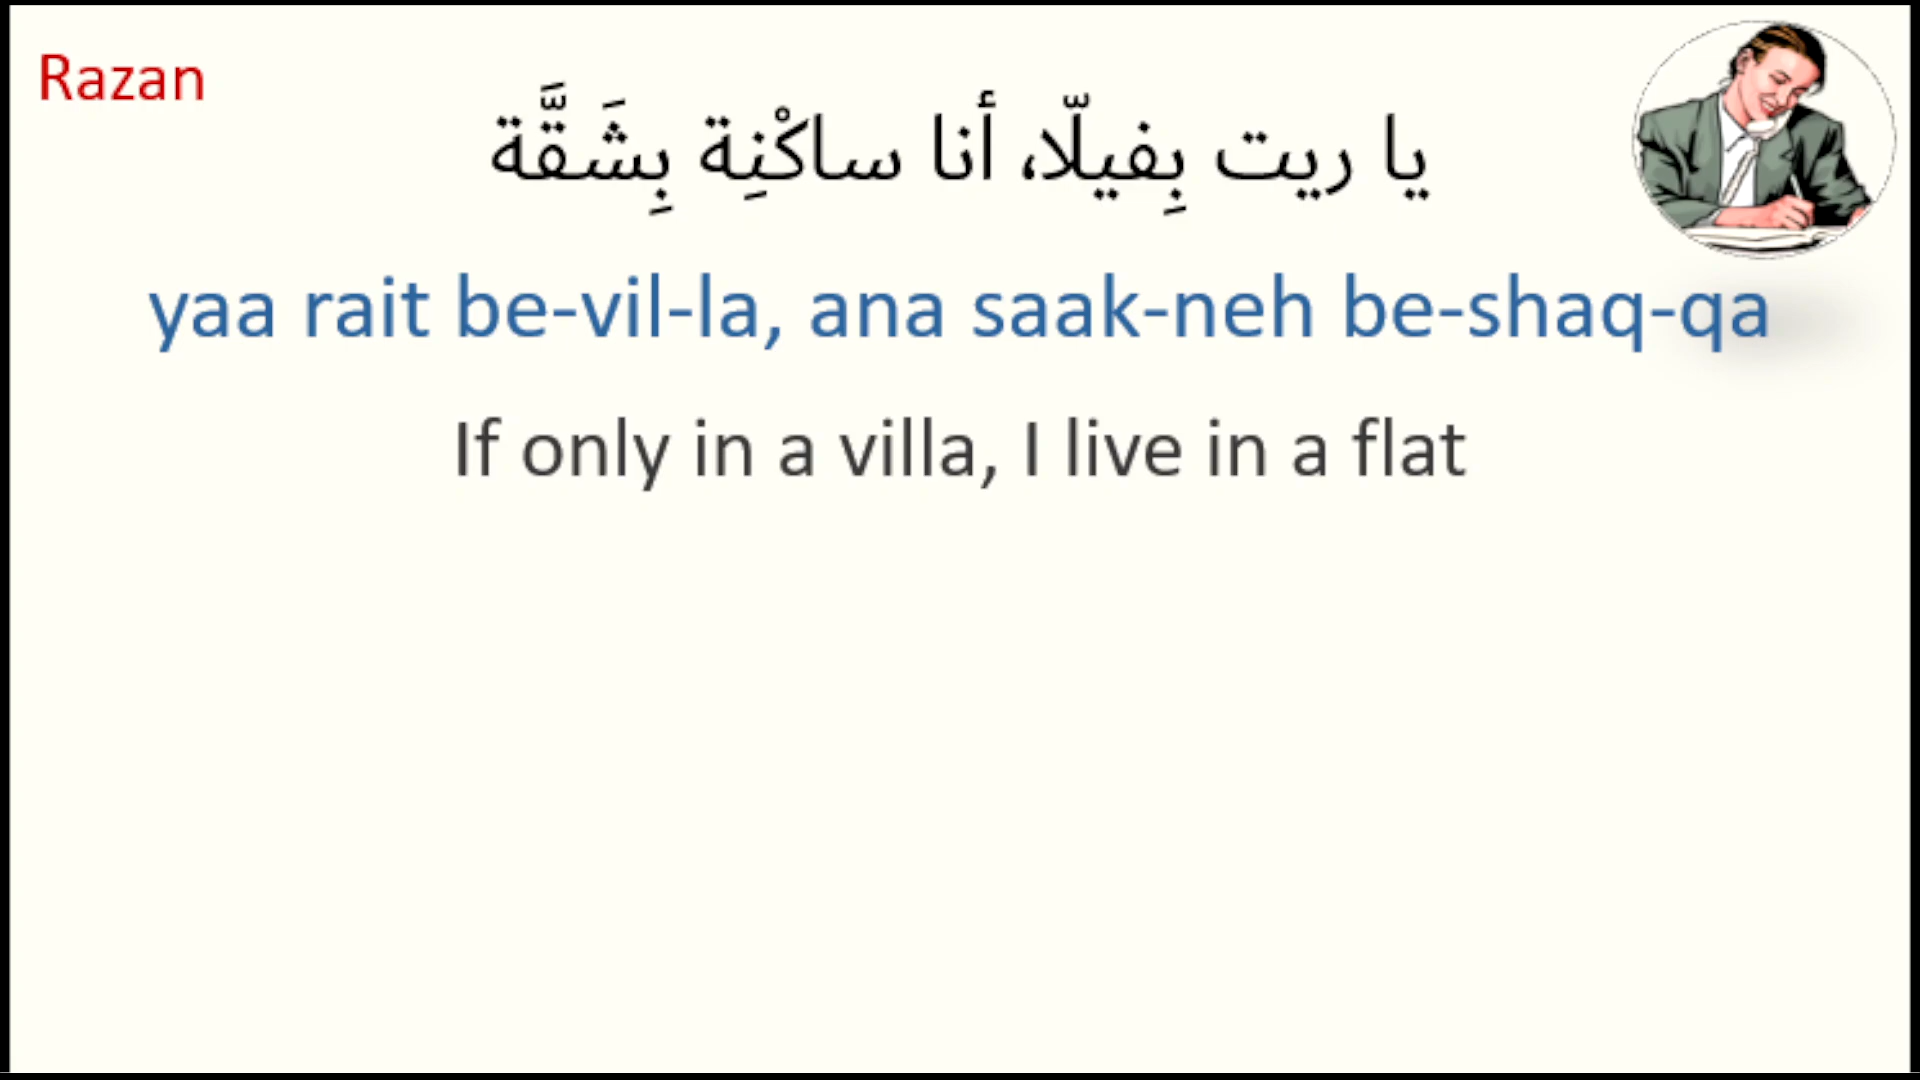 Razan
يا ريت بِفيلّا، أنا ساكْنِة بِشَقَّة
yaa rait be-vil-la, ana saak-neh be-shaq-qa
If only in a villa, I live in a flat